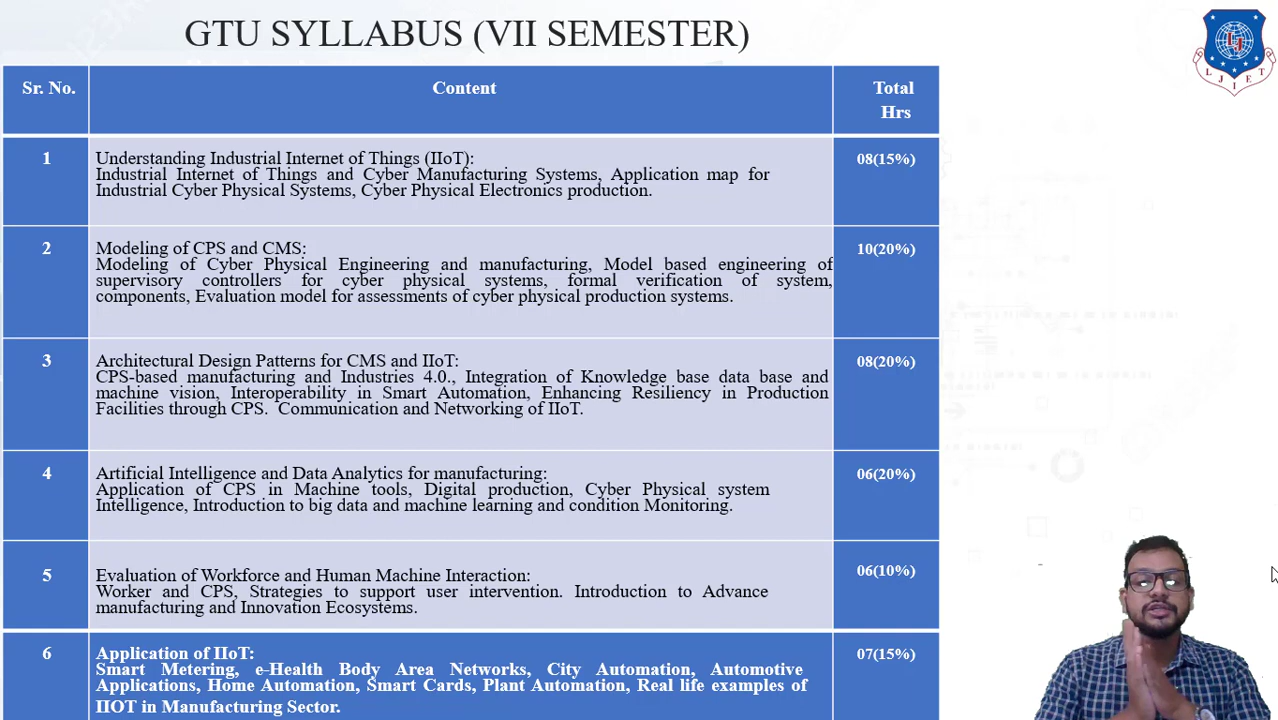 GTU SYLLABUS (VII SEMESTER)
LJ
LJIET
Sr. No. Content Total
Hrs
1 Understanding Industrial Internet of Things (IIoT): 08(15%)
Industrial Internet of Things and Cyber Manufacturing Systems, Application map for
Industrial Cyber Physical Systems, Cyber Physical Electronics production.
2 Modeling of CPS and CMS: 10(20%)
Modeling of Cyber Physical Engineering and manufacturing, Model based engineering of
supervisory controllers for cyber physical systems, formal verification of system,
components, Evaluation model for assessments of cyber physical production systems.
3 Architectural Design Patterns for CMS and IIoT: 08(20%)
CPS-based manufacturing and Industries 4.0., Integration of Knowledge base data base and
machine vision, Interoperability in Smart Automation, Enhancing Resiliency in Production
Facilities through CPS. Communication and Networking of IIoT.
4 Artificial Intelligence and Data Analytics for manufacturing: 06(20%)
Application of CPS in Machine tools, Digital production, Cyber Physical system
Intelligence, Introduction to big data and machine learning and condition Monitoring.
5 Evaluation of Workforce and Human Machine Interaction: 06(10%)
Worker and CPS, Strategies to support user intervention. Introduction to Advance
manufacturing and Innovation Ecosystems.
6 Application of IIoT: 07(15%)
Smart Metering, e-Health Body Area Networks, City Automation, Automotive
Applications, Home Automation, Smart Cards, Plant Automation, Real life examples of
IIOT in Manufacturing Sector.